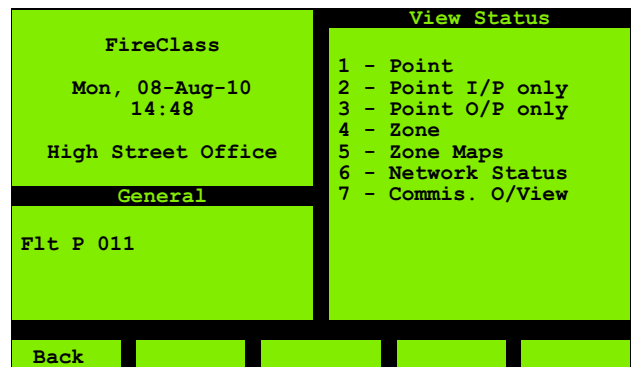 FireClass
Mon, 08-Aug-10
14:48
High Street Office
General
Flt P 011
View Status
1 - Point
2 - Point I/P only
3 - Point O/P only
4 - Zone
5 - Zone Maps
6 - Network Status
7 - Commis. O/View
Back